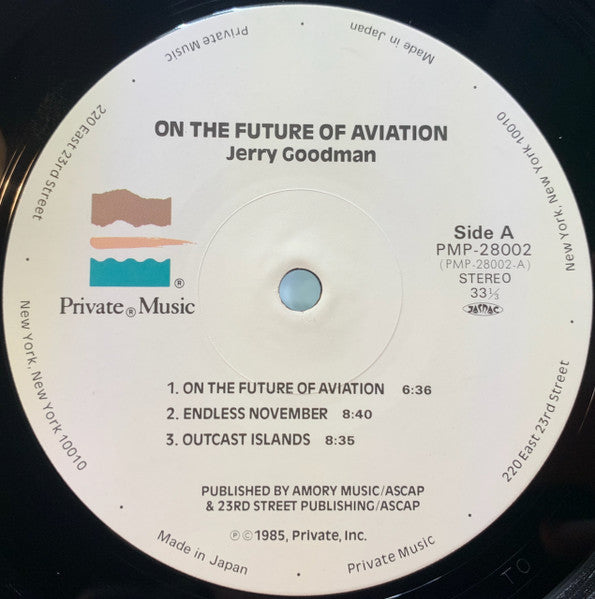 ON THE FUTURE OF AVIATION
Jerry Goodman
Side A
PMP-28002
(PMP-28002-A)
STEREO
33⅓
JASRAC
®
Private® Music
1. ON THE FUTURE OF AVIATION 6:36
2. ENDLESS NOVEMBER 8:40
3. OUTCAST ISLANDS 8:35
PUBLISHED BY AMORY MUSIC/ASCAP
& 23RD STREET PUBLISHING/ASCAP
℗©1985, Private, Inc.
Private Music
· Made in Japan
· New York, New York 10010
· 220 East 23rd Street
· Private Music
· Made in Japan
· New York, New York 10010
· 220 East 23rd Street
TO